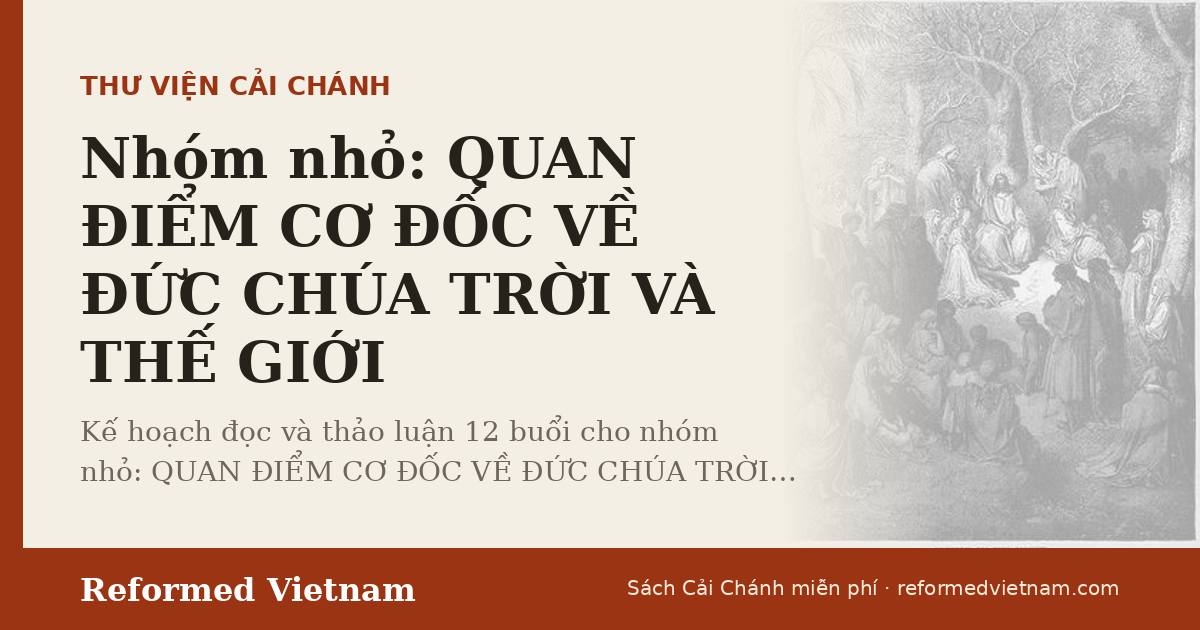 THƯ VIỆN CẢI CHÁNH
Nhóm nhỏ: QUAN
ĐIỂM CƠ ĐỐC VỀ
ĐỨC CHÚA TRỜI VÀ
THẾ GIỚI
Kế hoạch đọc và thảo luận 12 buổi cho nhóm
nhỏ: QUAN ĐIỂM CƠ ĐỐC VỀ ĐỨC CHÚA TRỜI…
Reformed Vietnam
Sách Cải Chánh miễn phí · reformedvietnam.com